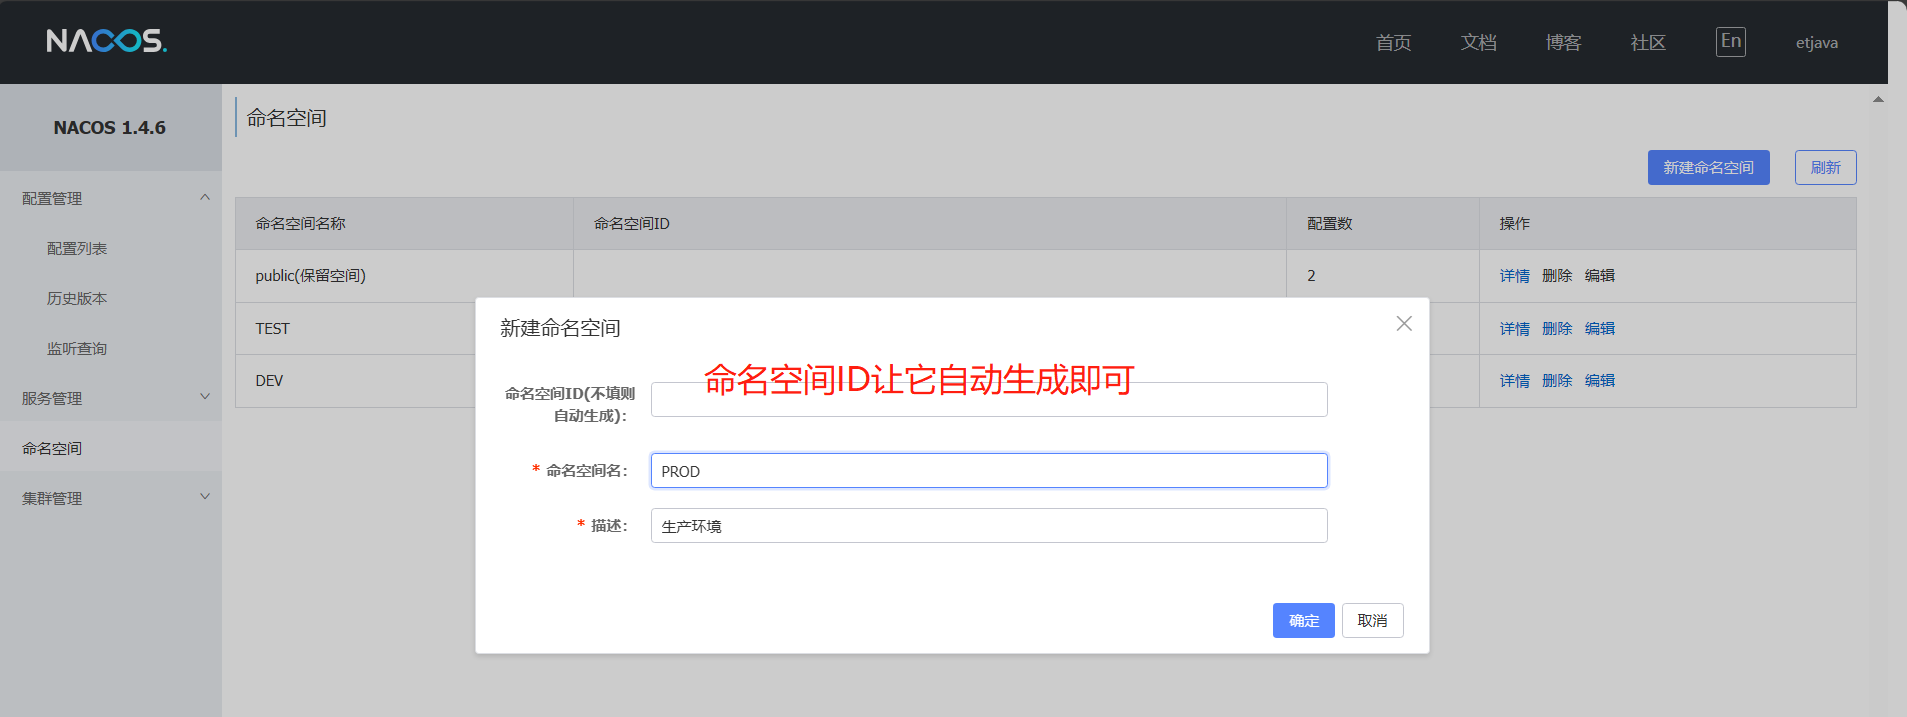 NACOS.
首页 文档 博客 社区 En etjava
NACOS 1.4.6
配置管理
配置列表
历史版本
监听查询
服务管理
命名空间
集群管理
命名空间
新建命名空间 刷新
命名空间名称 命名空间ID 配置数 操作
public(保留空间) 2 详情 删除 编辑
TEST 详情 删除 编辑
DEV 详情 删除 编辑
新建命名空间
命名空间ID让它自动生成即可
命名空间ID(不填则
自动生成)：
* 命名空间名： PROD
* 描述： 生产环境
确定 取消